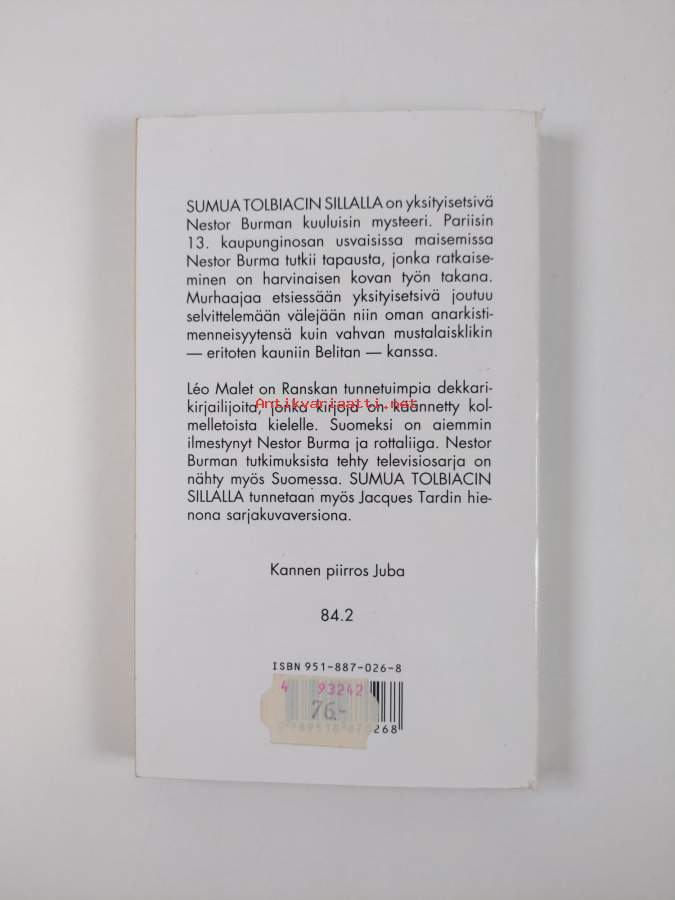 SUMUA TOLBIACIN SILLALLA on yksityisetsivä
Nestor Burman kuuluisin mysteeri. Pariisin
13. kaupunginosan usvaisissa maisemissa
Nestor Burma tutkii tapausta, jonka ratkaise-
minen on harvinaisen kovan työn takana.
Murhaajaa etsiessään yksityisetsivä joutuu
selvittelemään välejään niin oman anarkisti-
menneisyytensä kuin vahvan mustalaisklikin
— eritoten kauniin Belitan — kanssa.
Léo Malet on Ranskan tunnetuimpia dekkari-
kirjailijoita, jonka kirjoja on käännetty kol-
Antikvariaatti.net
melletoista kielelle. Suomeksi on aiemmin
ilmestynyt Nestor Burma ja rottaliiga. Nestor
Burman tutkimuksista tehty televisiosarja on
nähty myös Suomessa. SUMUA TOLBIACIN
SILLALLA tunnetaan myös Jacques Tardin hie-
nona sarjakuvaversiona.
Kannen piirros Juba
84.2
ISBN 951-887-026-8
4 93242
76.-